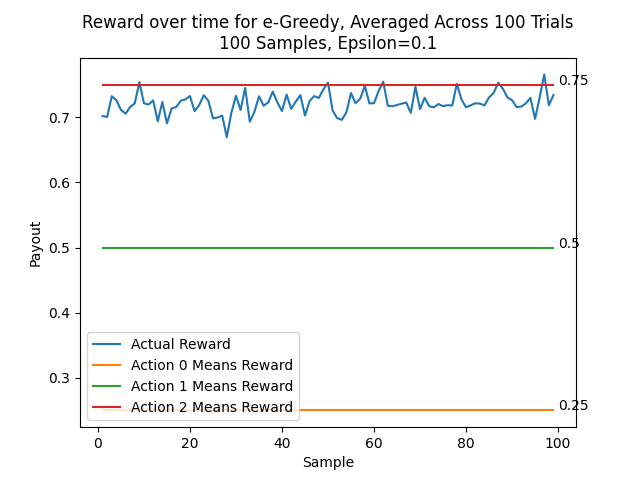 Reward over time for e-Greedy, Averaged Across 100 Trials
100 Samples, Epsilon=0.1
0.75
0.7
0.6
Payout
0.5
0.5
0.4
0.3
0.25
Actual Reward
Action 0 Means Reward
Action 1 Means Reward
Action 2 Means Reward
0 20 40 60 80 100
Sample